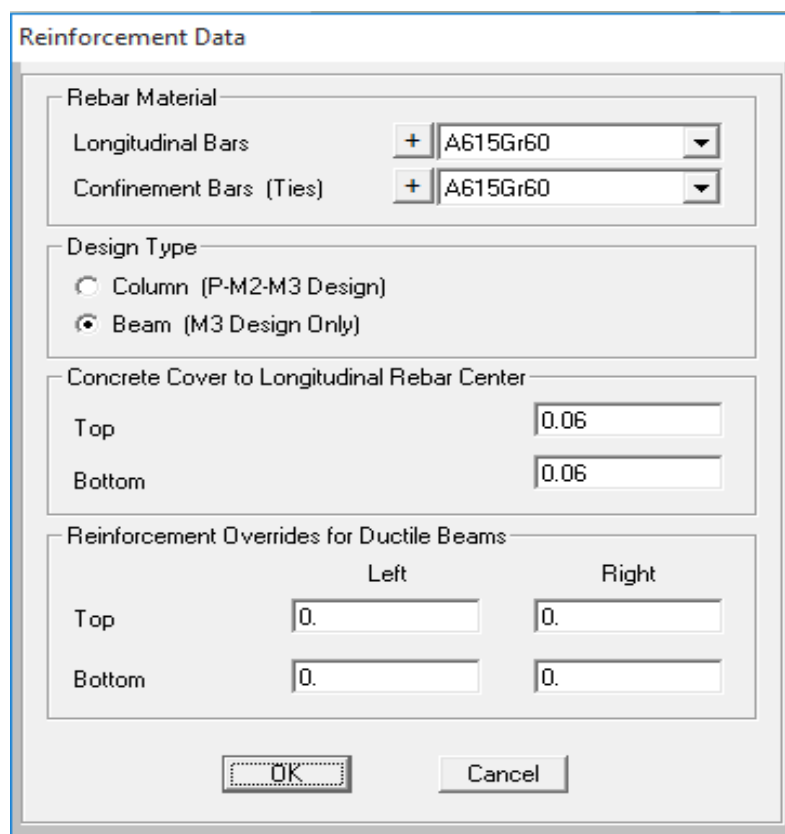 Reinforcement Data
Rebar Material
Longitudinal Bars + A615Gr60
Confinement Bars (Ties) + A615Gr60
Design Type
Column (P-M2-M3 Design)
Beam (M3 Design Only)
Concrete Cover to Longitudinal Rebar Center
Top 0.06
Bottom 0.06
Reinforcement Overrides for Ductile Beams
Left Right
Top 0. 0.
Bottom 0. 0.
OK Cancel